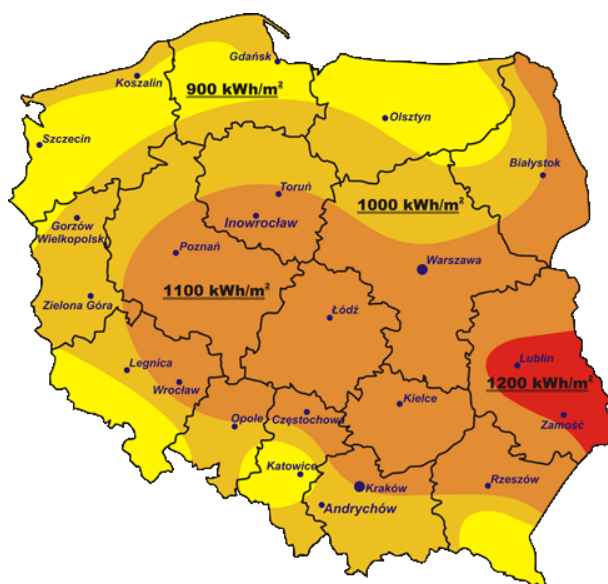 Gdańsk
Koszalin
900 kWh/m²
Olsztyn
Szczecin
Białystok
Toruń
1000 kWh/m²
Inowrocław
Gorzów
Wielkopolsk.
Poznań
Warszawa
1100 kWh/m²
Zielona Góra
Łódź
Legnica
Lublin
Wrocław
1200 kWh/m²
Kielce
Opole
Częstochowa
Zamość
Katowice
Kraków
Rzeszów
Andrychów